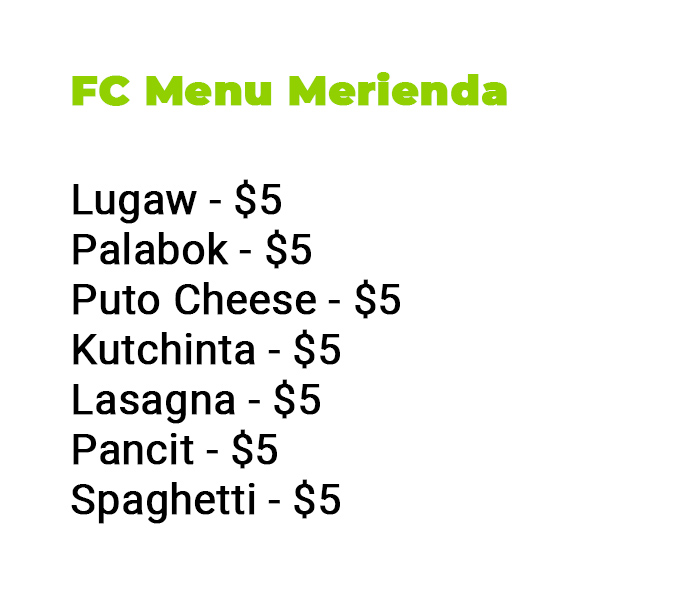 FC Menu Merienda
Lugaw - $5
Palabok - $5
Puto Cheese - $5
Kutchinta - $5
Lasagna - $5
Pancit - $5
Spaghetti - $5